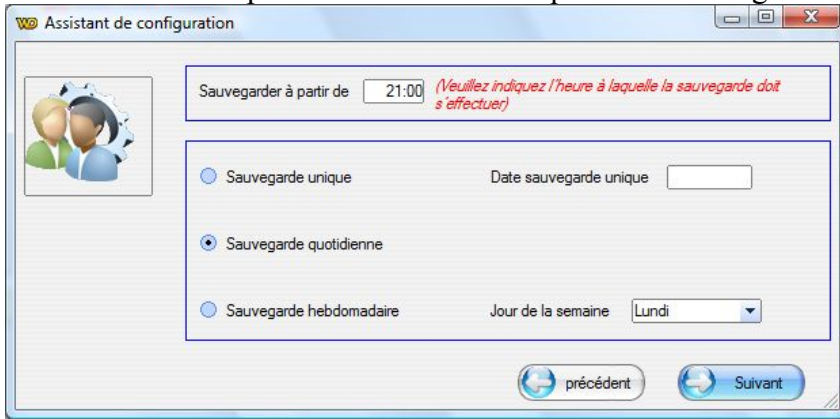 Assistant de configuration
Sauvegarder à partir de 21:00 (Veuillez indiquez l'heure à laquelle la sauvegarde doit
s'effectuer)
Sauvegarde unique Date sauvegarde unique
Sauvegarde quotidienne
Sauvegarde hebdomadaire Jour de la semaine Lundi
précédent Suivant